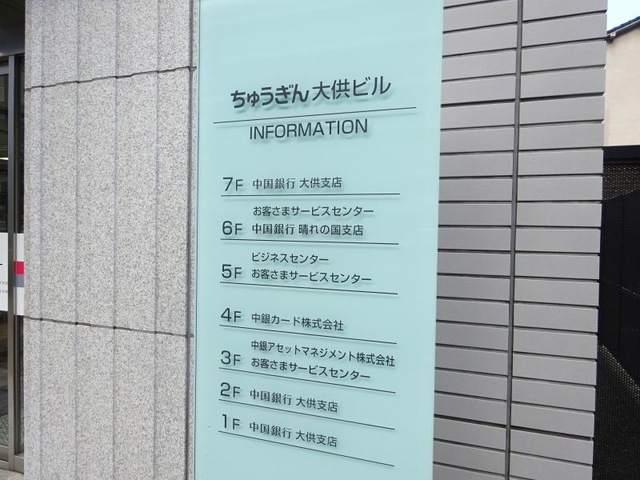 ちゅうぎん 大供ビル
INFORMATION
7F 中国銀行 大供支店
お客さまサービスセンター
6F 中国銀行 晴れの国支店
ビジネスセンター
5F お客さまサービスセンター
4F 中銀カード株式会社
中銀アセットマネジメント株式会社
3F お客さまサービスセンター
2F 中国銀行 大供支店
1F 中国銀行 大供支店